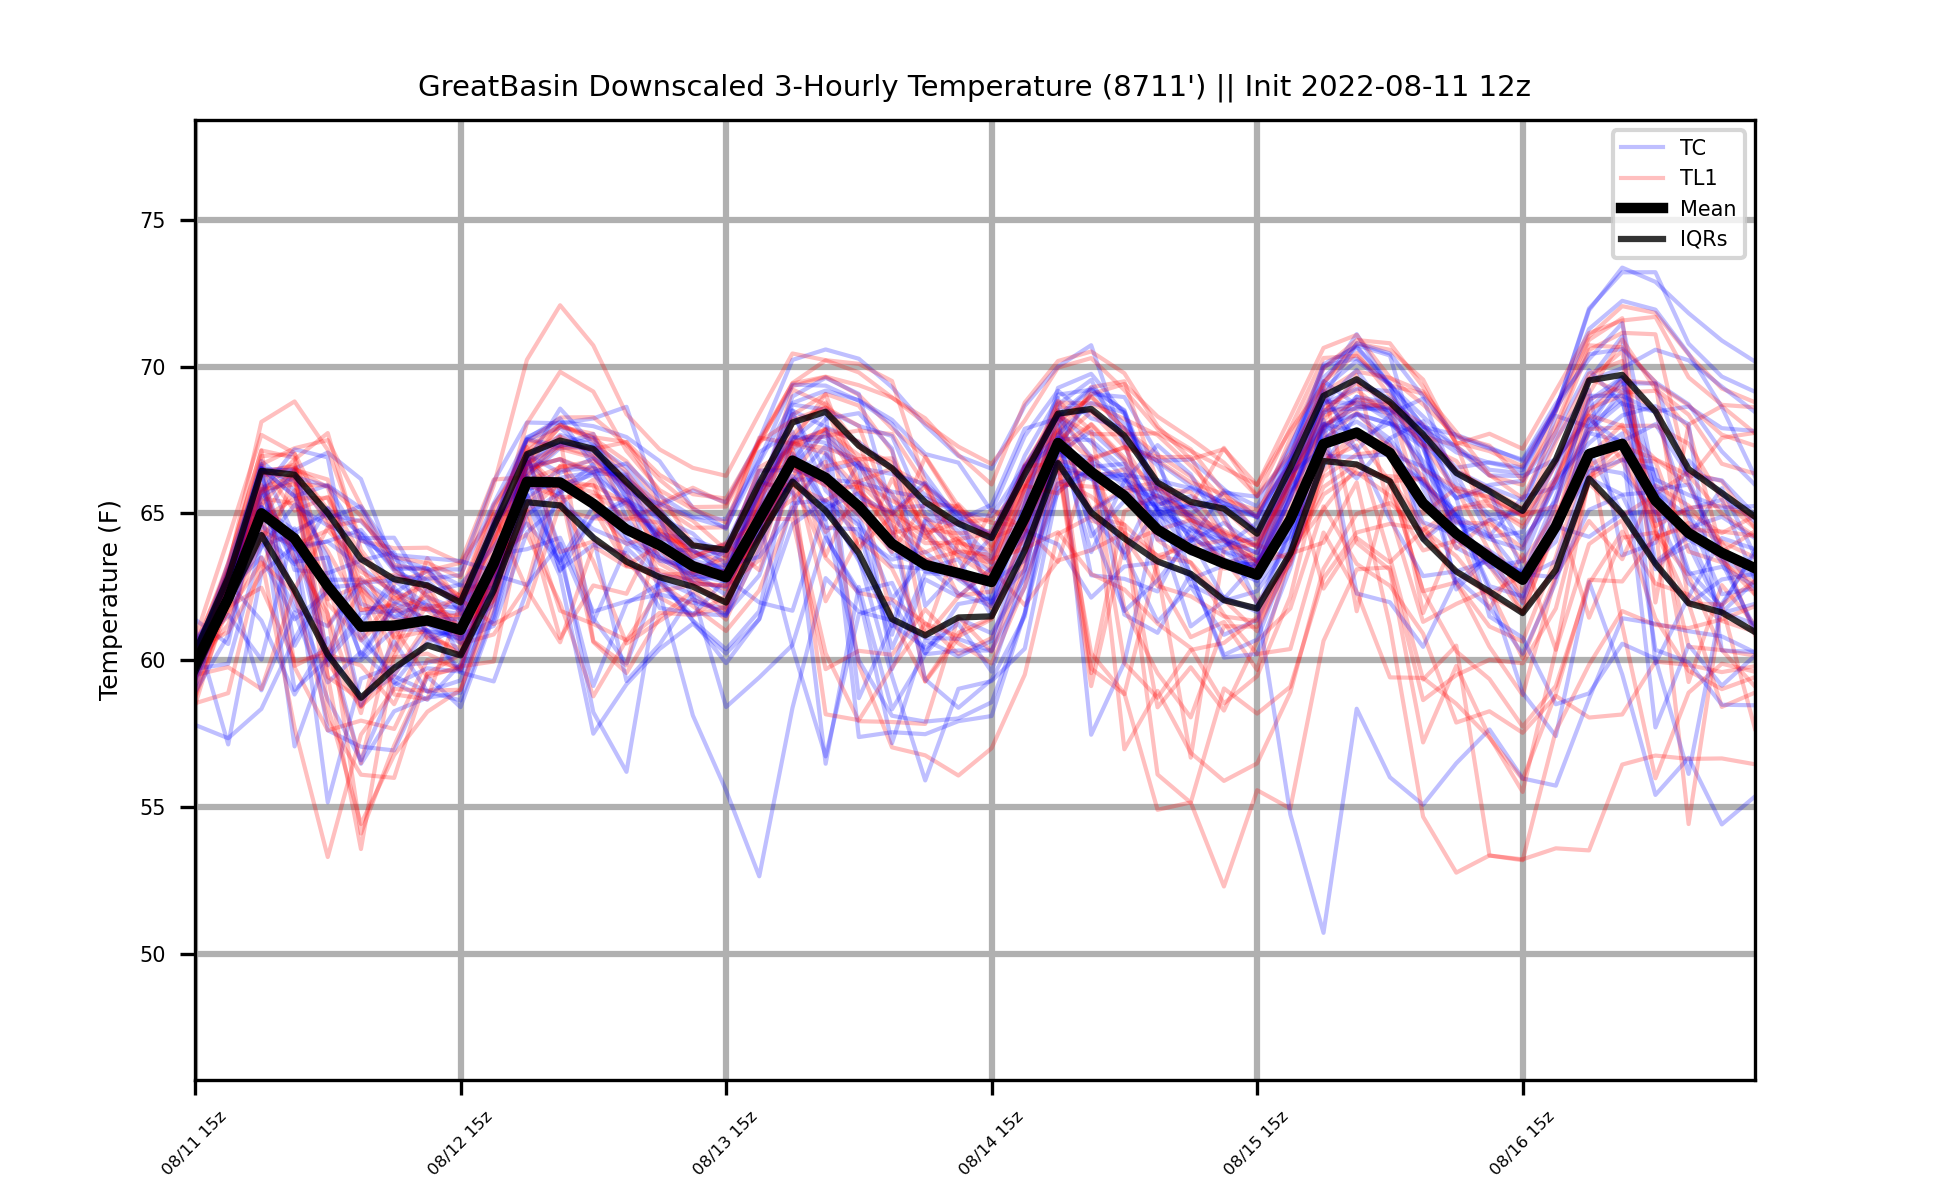 GreatBasin Downscaled 3-Hourly Temperature (8711') || Init 2022-08-11 12z
TC
TL1
Mean
IQRs
Temperature (F)
75
70
65
60
55
50
08/11 15z
08/12 15z
08/13 15z
08/14 15z
08/15 15z
08/16 15z